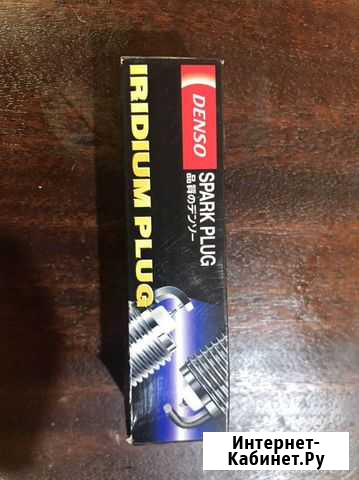 DENSO
SPARK PLUG
品質のデンソー
IRIDIUM PLUG
Интернет-
Кабинет.Ру